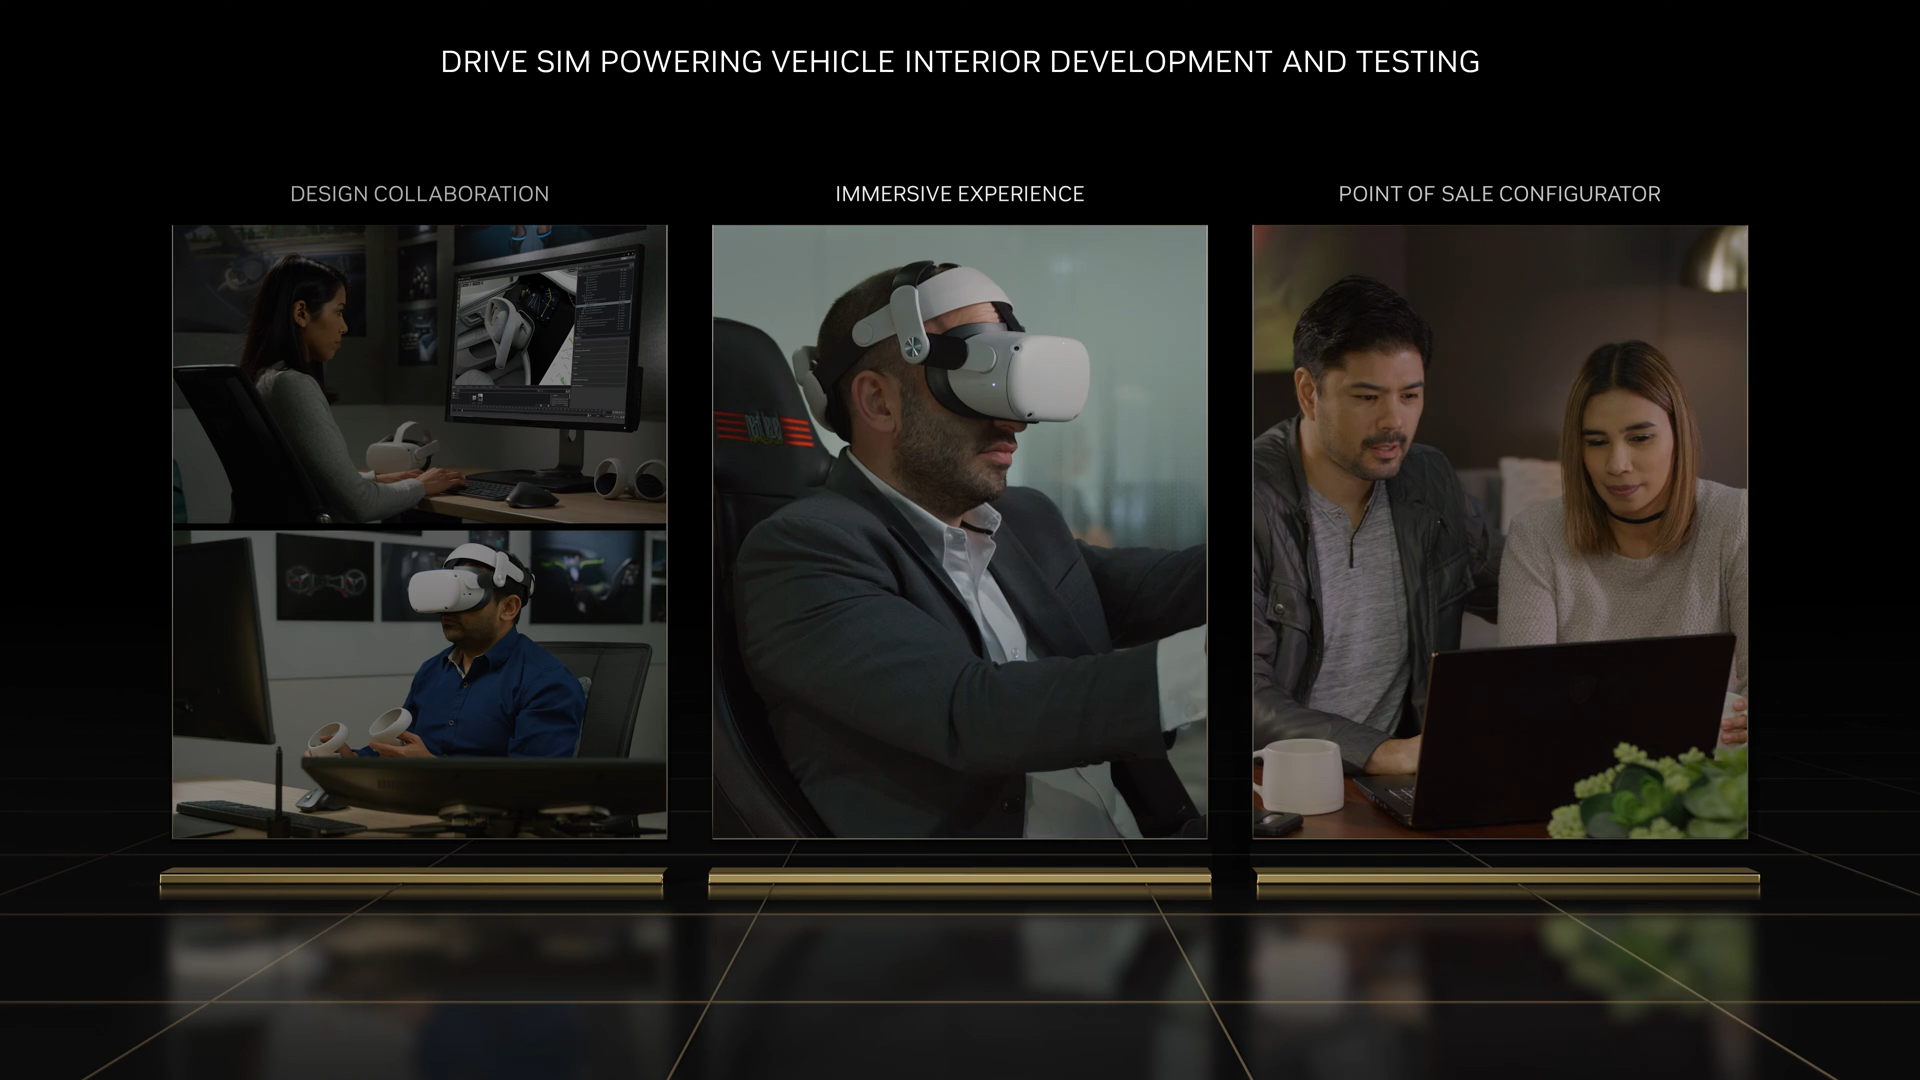 DRIVE SIM POWERING VEHICLE INTERIOR DEVELOPMENT AND TESTING
DESIGN COLLABORATION
IMMERSIVE EXPERIENCE
POINT OF SALE CONFIGURATOR